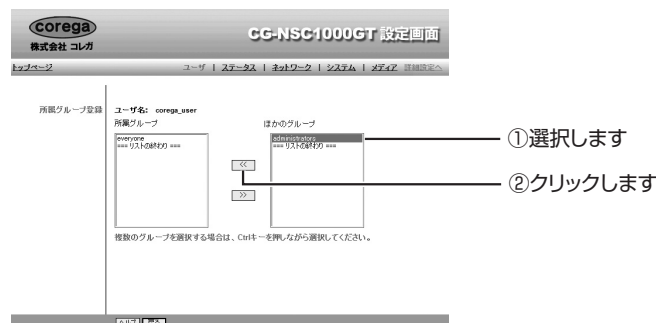 corega
株式会社 コレガ
CG-NSC1000GT 設定画面
トップページ
ユーザ | ステータス | ネットワーク | システム | メディア 詳細設定へ
所属グループ登録
ユーザ名: corega_user
所属グループ
ほかのグループ
everyone
=== リストの終わり ===
administrators
=== リストの終わり ===
<<
>>
①選択します
②クリックします
複数のグループを選択する場合は、Ctrlキーを押しながら選択してください。
ヘルプ 戻る